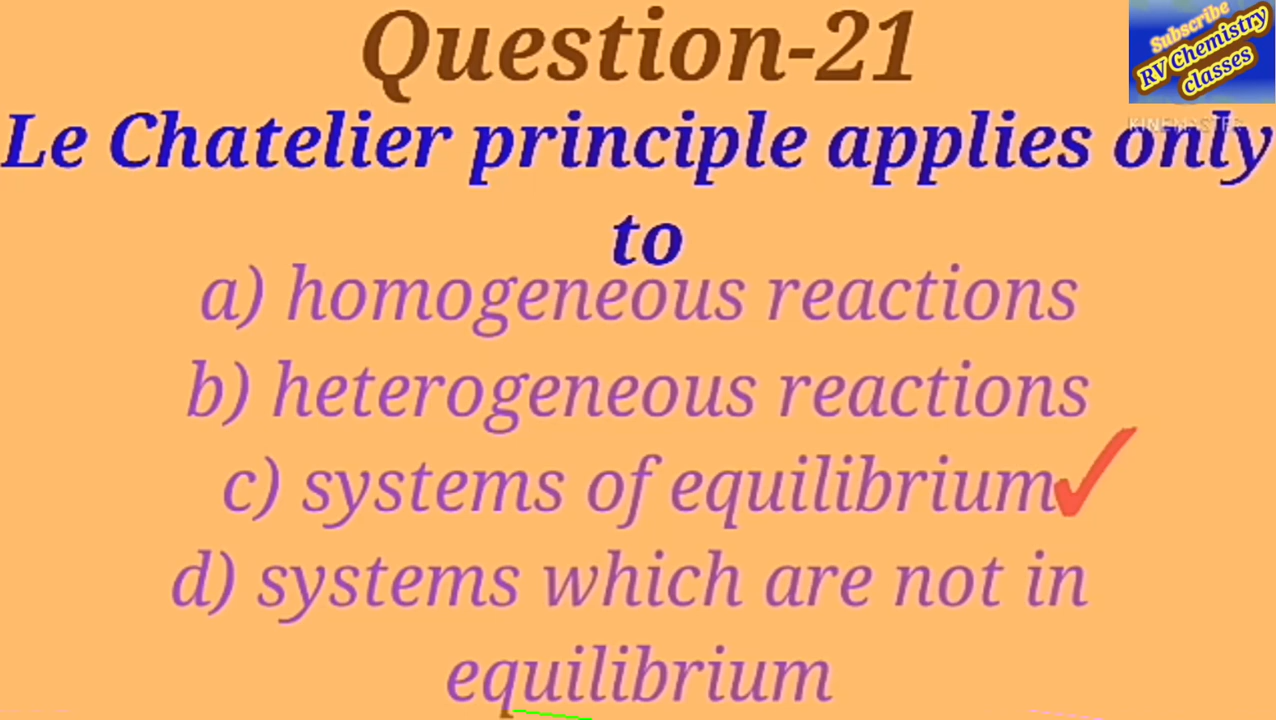 Question-21
Subscribe
RV Chemistry
classes
KINEMASTER
Le Chatelier principle applies only
to
a) homogeneous reactions
b) heterogeneous reactions
c) systems of equilibrium
d) systems which are not in
equilibrium